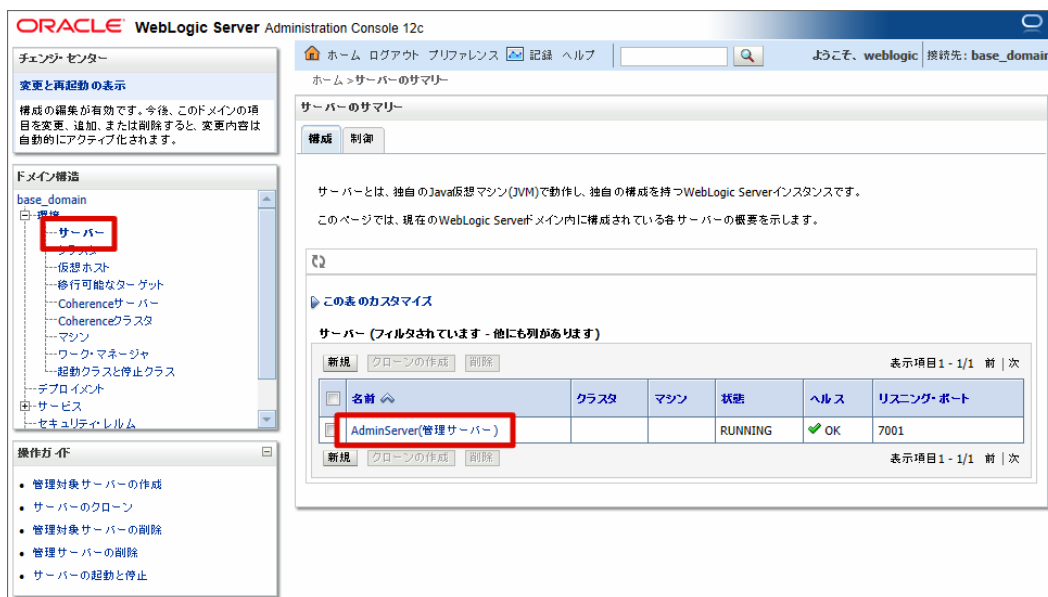 ORACLE WebLogic Server Administration Console 12c
チェンジ・センター
変更と再起動の表示
構成の編集が有効です。今後、このドメインの項
目を変更、追加、または削除すると、変更内容は
自動的にアクティブ化されます。
ドメイン構造
base_domain
環境
サーバー
クラスタ
仮想ホスト
移行可能なターゲット
Coherenceサーバー
Coherenceクラスタ
マシン
ワーク・マネージャ
起動クラスと停止クラス
デプロイメント
サービス
セキュリティ・レルム
操作ガイド
管理対象サーバーの作成
サーバーのクローン
管理対象サーバーの削除
管理サーバーの削除
サーバーの起動と停止
ホーム ログアウト プリファレンス 記録 ヘルプ
ようこそ、weblogic 接続先: base_domain
ホーム >サーバーのサマリー
サーバーのサマリー
構成 制御
サーバーとは、独自のJava仮想マシン(JVM)で動作し、独自の構成を持つWebLogic Serverインスタンスです。
このページでは、現在のWebLogic Serverドメイン内に構成されている各サーバーの概要を示します。
この表のカスタマイズ
サーバー (フィルタされています - 他にも列があります)
新規 クローンの作成 削除 表示項目1 - 1/1 前 | 次
名前 クラスタ マシン 状態 ヘルス リスニング・ポート
AdminServer(管理サーバー) RUNNING OK 7001
新規 クローンの作成 削除 表示項目1 - 1/1 前 | 次